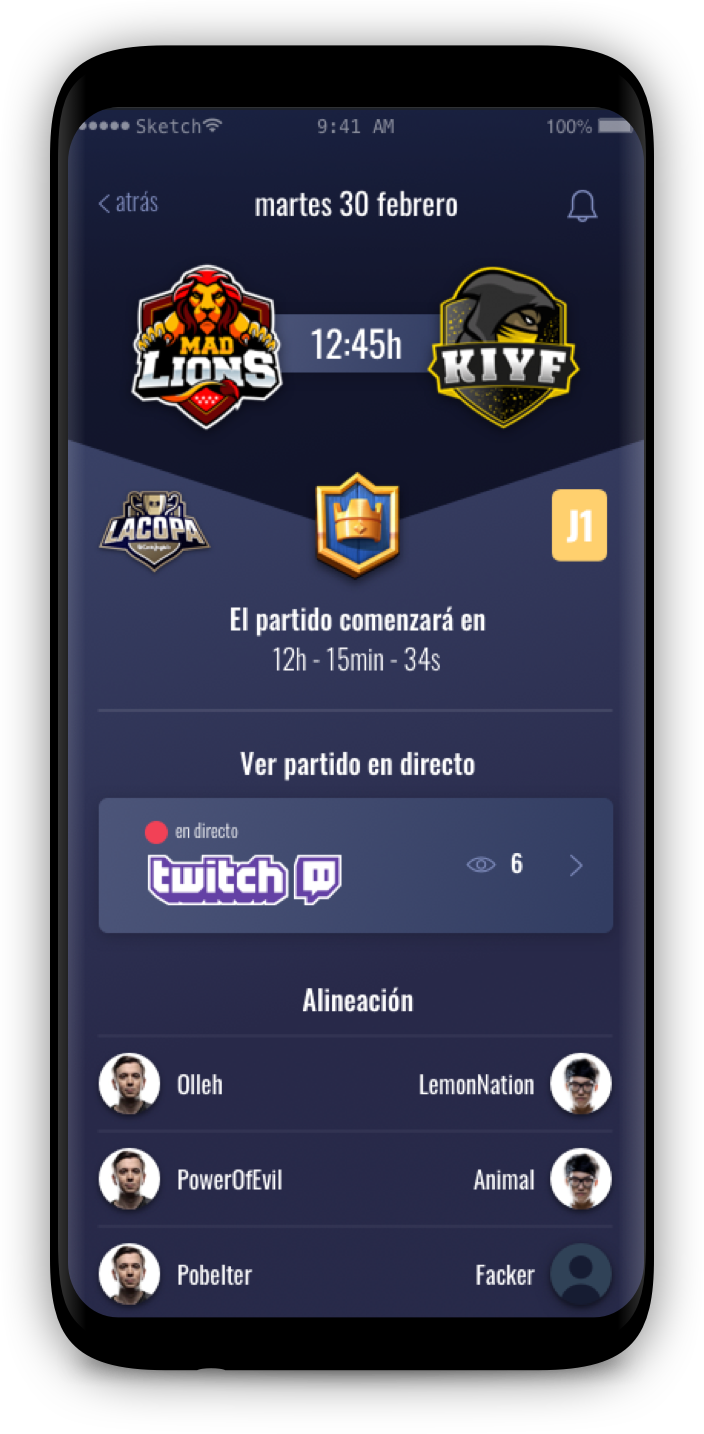 Sketch
9:41 AM
100%
atrás
martes 30 febrero
MAD
LIONS
12:45h
KIYF
LACOPA
J1
El partido comenzará en
12h - 15min - 34s
Ver partido en directo
en directo
twitch
6
Alineación
Olleh
LemonNation
PowerOfEvil
Animal
Pobelter
Facker